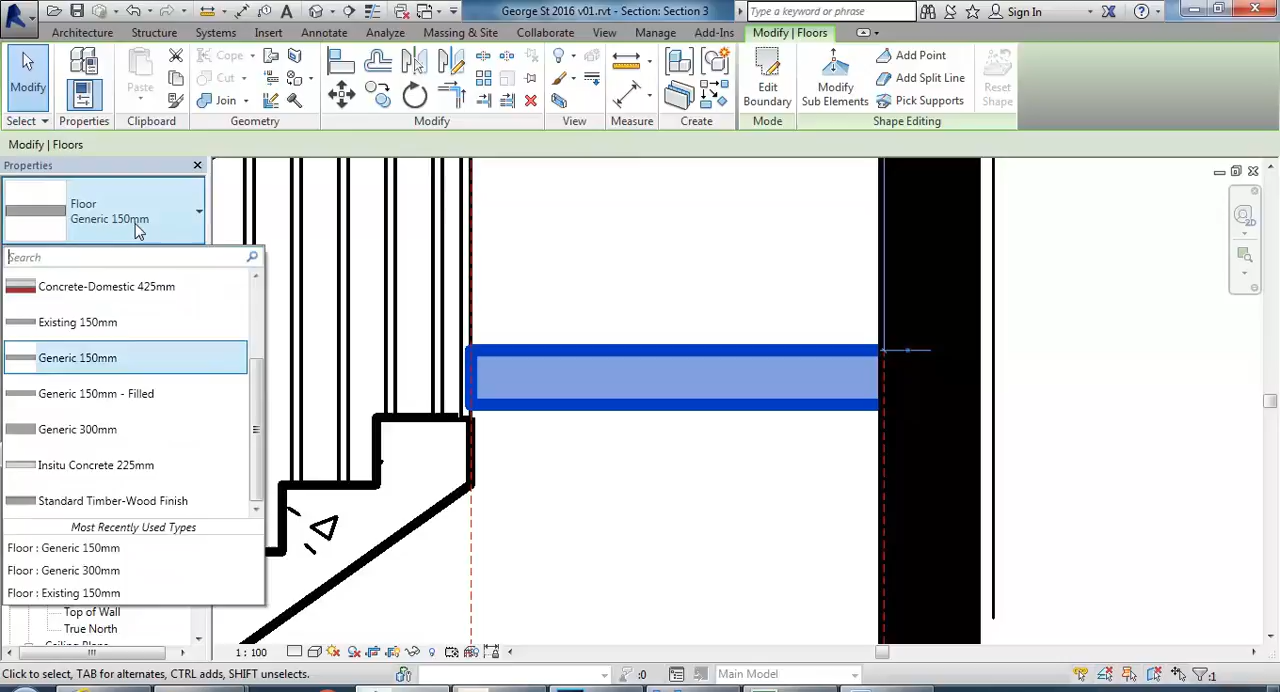 George St 2016 v01.rvt - Section: Section 3
Type a keyword or phrase
Sign In
Architecture Structure Systems Insert Annotate Analyze Massing & Site Collaborate View Manage Add-Ins Modify | Floors
Modify
Paste
Cope
Cut
Join
Edit
Boundary
Modify
Sub Elements
Add Point
Add Split Line
Pick Supports
Reset
Shape
Select Properties Clipboard Geometry Modify View Measure Create Mode Shape Editing
Modify | Floors
Properties
Floor
Generic 150mm
Search
Concrete-Domestic 425mm
Existing 150mm
Generic 150mm
Generic 150mm - Filled
Generic 300mm
Insitu Concrete 225mm
Standard Timber-Wood Finish
Most Recently Used Types
Floor : Generic 150mm
Floor : Generic 300mm
Floor : Existing 150mm
Top of Wall
True North
2D
1 : 100
Click to select, TAB for alternates, CTRL adds, SHIFT unselects.
:0
Main Model
:1